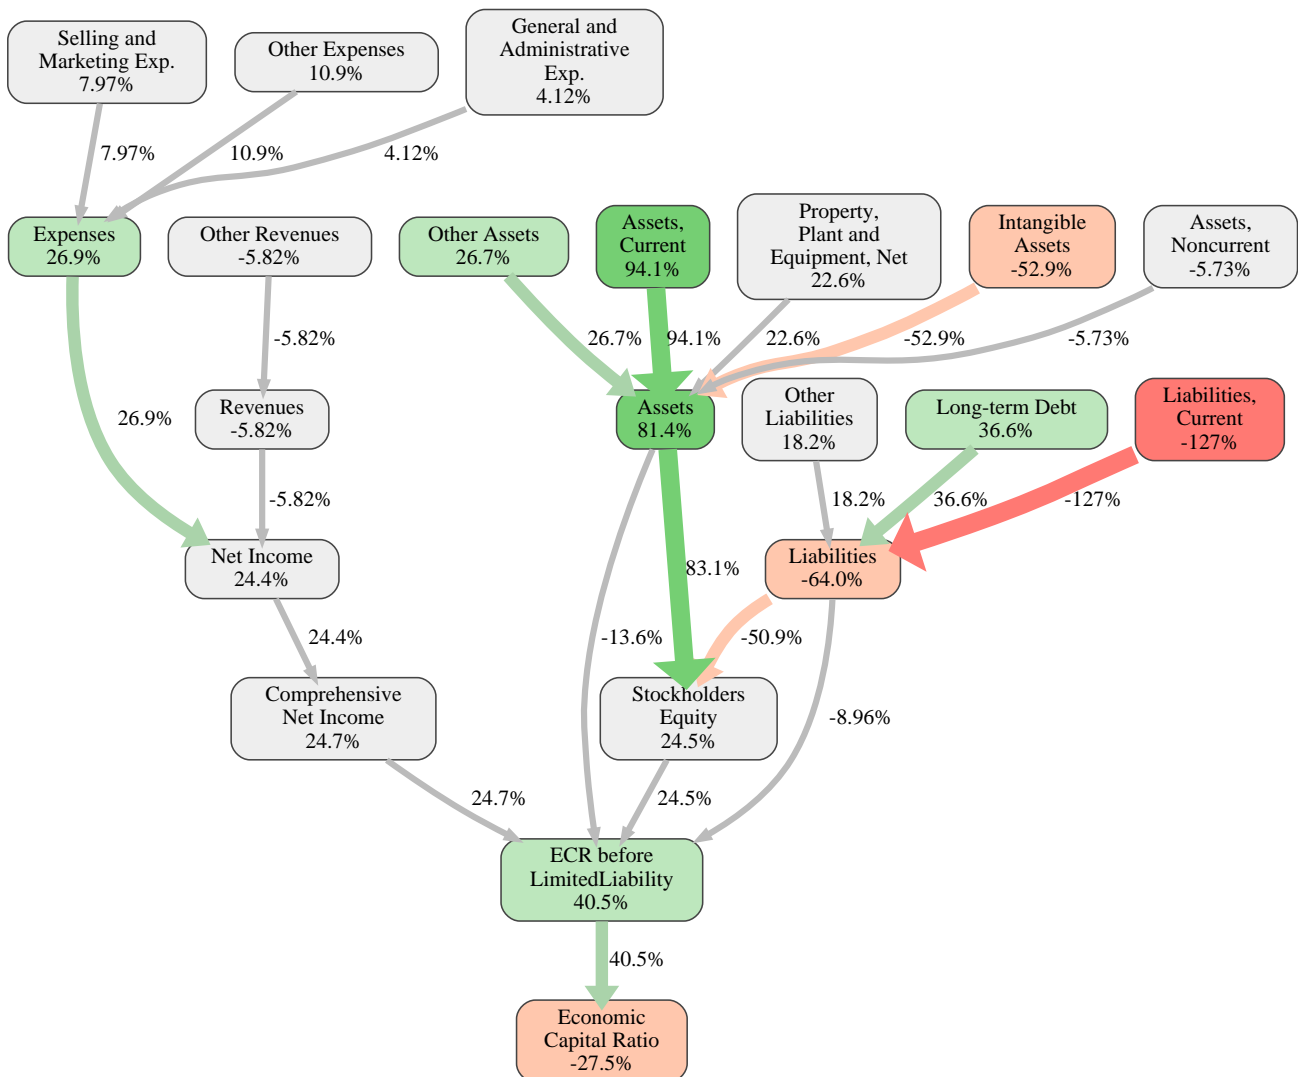 Selling and
Marketing Exp.
7.97%
Other Expenses
10.9%
General and
Administrative
Exp.
4.12%
7.97%
10.9%
4.12%
Expenses
26.9%
Other Revenues
-5.82%
Other Assets
26.7%
Assets,
Current
94.1%
Property,
Plant and
Equipment, Net
22.6%
Intangible
Assets
-52.9%
Assets,
Noncurrent
-5.73%
-5.82%
26.7%
94.1%
22.6%
-52.9%
-5.73%
26.9%
Revenues
-5.82%
Assets
81.4%
Other
Liabilities
18.2%
Long-term Debt
36.6%
Liabilities,
Current
-127%
-5.82%
18.2%
36.6%
-127%
Net Income
24.4%
83.1%
Liabilities
-64.0%
24.4%
-13.6%
-50.9%
Comprehensive
Net Income
24.7%
Stockholders
Equity
24.5%
-8.96%
24.7%
24.5%
ECR before
LimitedLiability
40.5%
40.5%
Economic
Capital Ratio
-27.5%